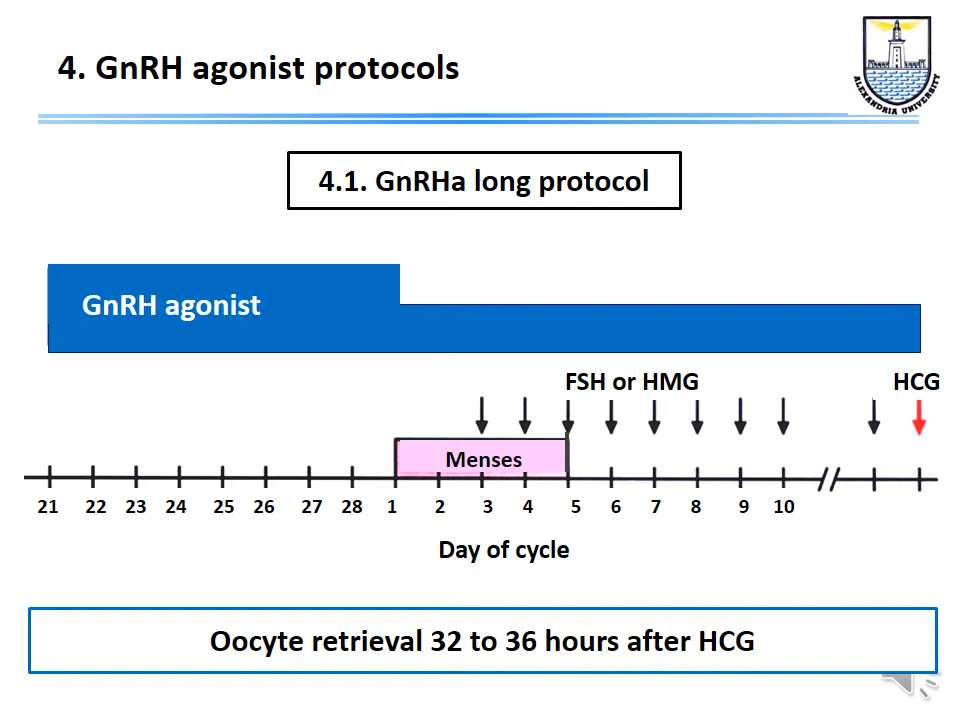 4. GnRH agonist protocols
ALEXANDRIA UNIVERSITY
4.1. GnRHa long protocol
GnRH agonist
FSH or HMG
HCG
Menses
21 22 23 24 25 26 27 28 1 2 3 4 5 6 7 8 9 10
Day of cycle
Oocyte retrieval 32 to 36 hours after HCG